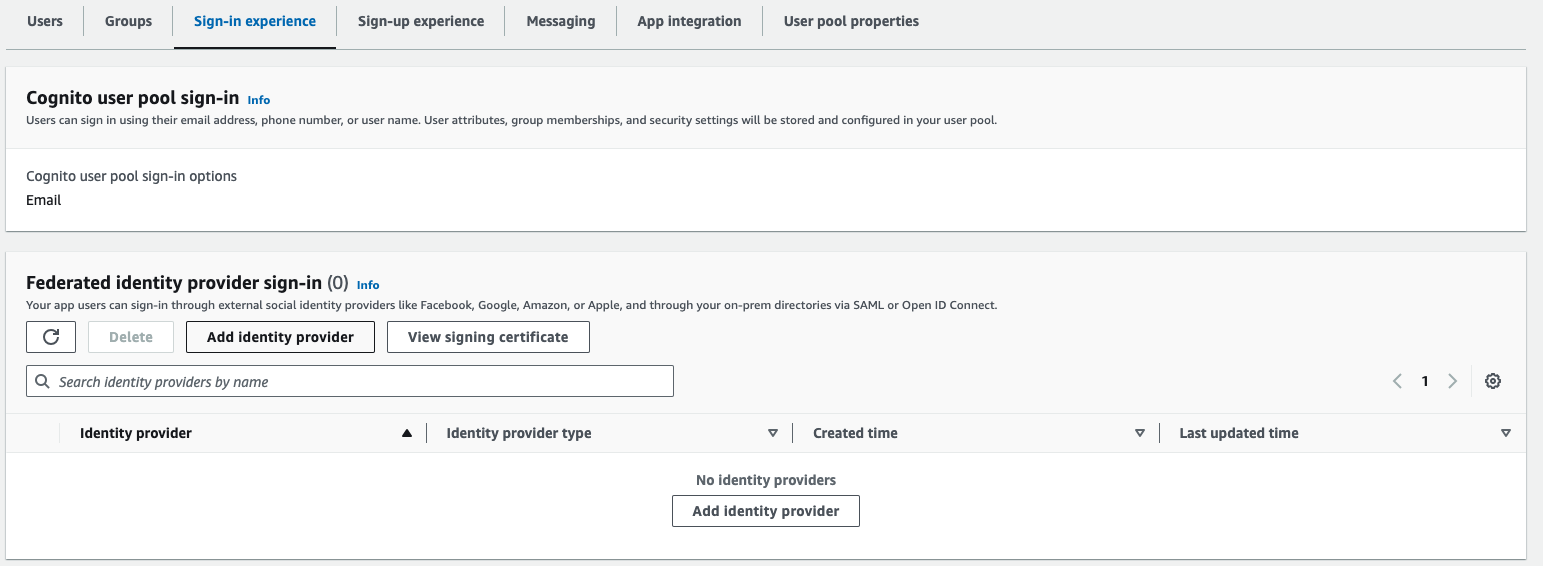 Users Groups Sign-in experience Sign-up experience Messaging App integration User pool properties
Cognito user pool sign-in Info
Users can sign in using their email address, phone number, or user name. User attributes, group memberships, and security settings will be stored and configured in your user pool.
Cognito user pool sign-in options
Email
Federated identity provider sign-in (0) Info
Your app users can sign-in through external social identity providers like Facebook, Google, Amazon, or Apple, and through your on-prem directories via SAML or Open ID Connect.
Delete Add identity provider View signing certificate
Search identity providers by name 1
Identity provider Identity provider type Created time Last updated time
No identity providers
Add identity provider